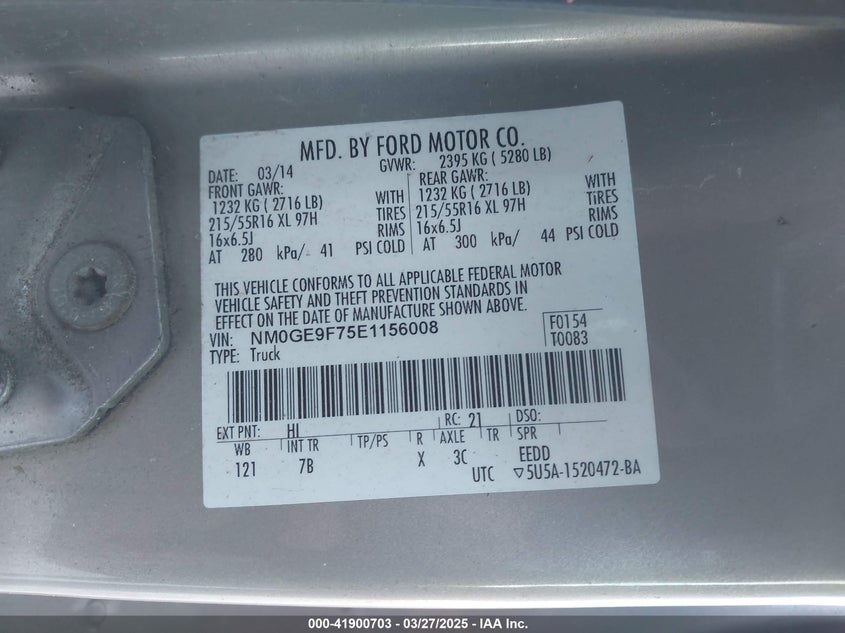 MFD. BY FORD MOTOR CO.
DATE: 03/14 GVWR: 2395 KG ( 5280 LB)
FRONT GAWR: REAR GAWR:
1232 KG ( 2716 LB) WITH 1232 KG ( 2716 LB) WITH
215/55R16 XL 97H TIRES 215/55R16 XL 97H TIRES
16x6.5J RIMS 16x6.5J RIMS
AT 280 kPa/ 41 PSI COLD AT 300 kPa/ 44 PSI COLD
THIS VEHICLE CONFORMS TO ALL APPLICABLE FEDERAL MOTOR
VEHICLE SAFETY AND THEFT PREVENTION STANDARDS IN
EFFECT ON THE DATE OF MANUFACTURE SHOWN ABOVE.
VIN: NM0GE9F75E1156008 F0154
TYPE: Truck T0083
EXT PNT: HI RC: 21 DSO:
WB INT TR TP/PS R AXLE TR SPR
121 7B X 3C EEDD
UTC ▽5U5A-1520472-BA
000-41900703 - 03/27/2025 - IAA Inc.